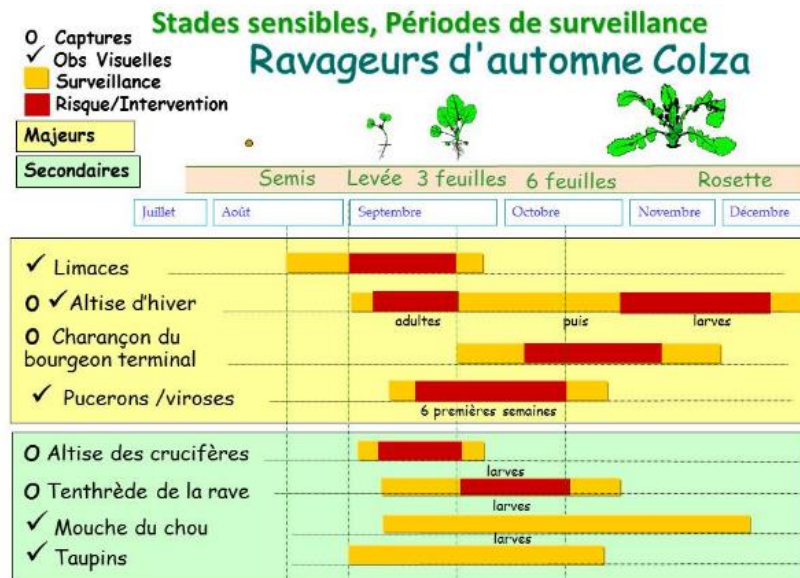 Stades sensibles, Périodes de surveillance
Ravageurs d'automne Colza
O Captures
✓ Obs Visuelles
Surveillance
Risque/Intervention
Majeurs
Secondaires
Semis Levée 3 feuilles 6 feuilles Rosette
Juillet Août Septembre Octobre Novembre Décembre
✓ Limaces
O ✓ Altise d'hiver
adultes puis larves
O Charançon du
bourgeon terminal
✓ Pucerons /viroses
6 premières semaines
O Altise des crucifères
larves
O Tenthrède de la rave
larves
✓ Mouche du chou
larves
✓ Taupins